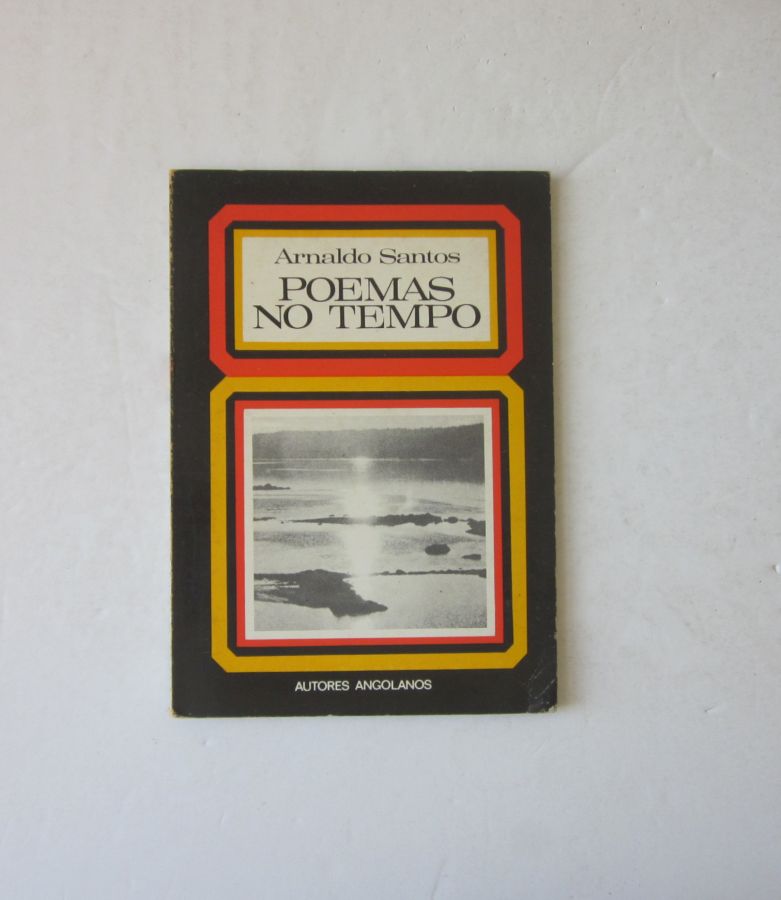 Arnaldo Santos
POEMAS
NO TEMPO
AUTORES ANGOLANOS